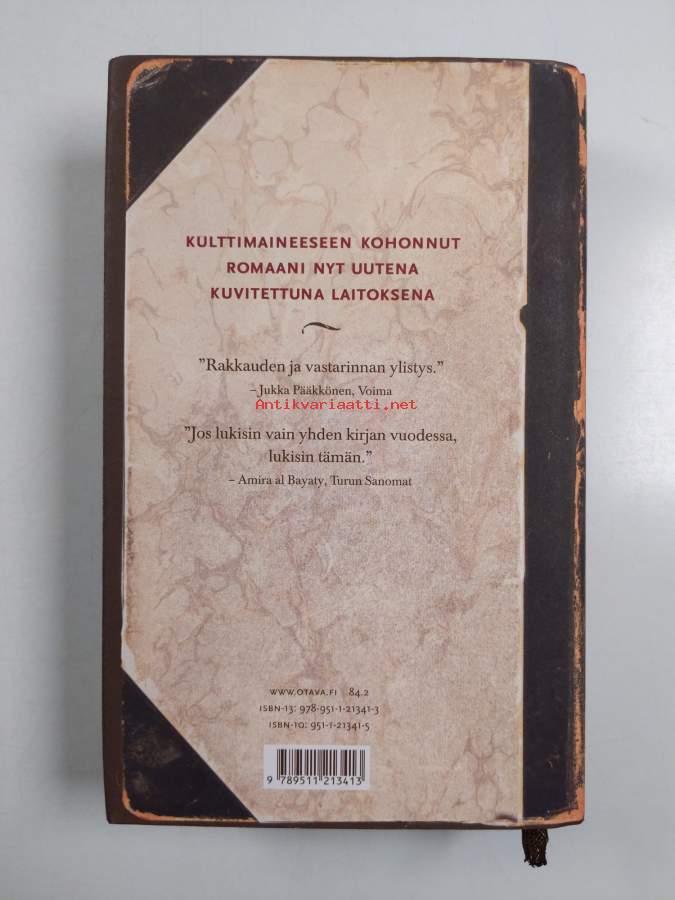 KULTTIMAINEESEEN KOHONNUT
ROMAANI NYT UUTENA
KUVITETTUNA LAITOKSENA
”Rakkauden ja vastarinnan ylistys.”
– Jukka Pääkkönen, Voima
Antikvariaatti.net
”Jos lukisin vain yhden kirjan vuodessa,
lukisin tämän.”
– Amira al Bayaty, Turun Sanomat
WWW.OTAVA.FI 84.2
ISBN-13: 978-951-1-21341-3
ISBN-10: 951-1-21341-5
9 789511 213413